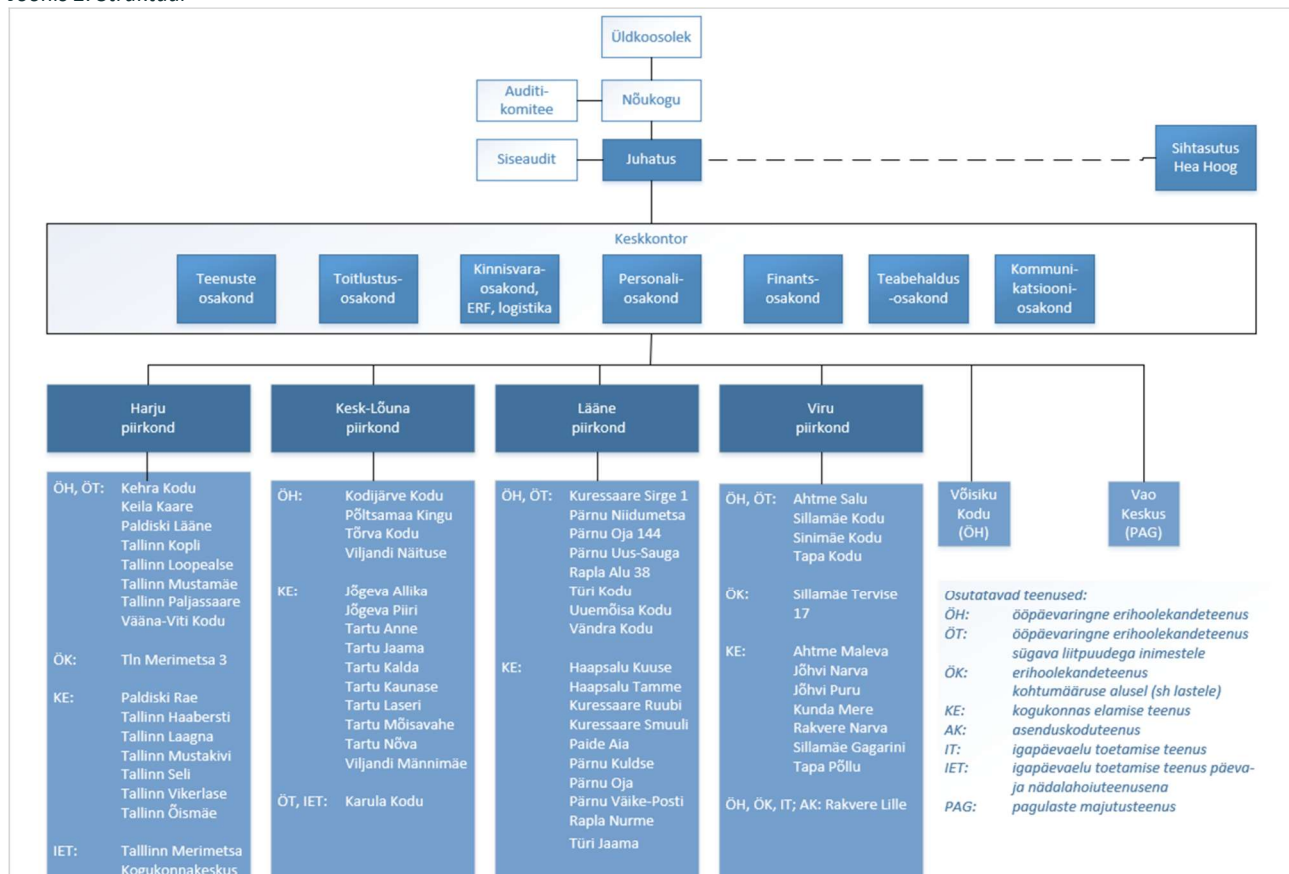 Üldkoosolek
Auditi-
komitee
Nõukogu
Siseaudit
Juhatus
Sihtasutus
Hea Hoog
Keskkontor
Teenuste
osakond
Toitlustus-
osakond
Kinnisvara-
osakond,
ERF, logistika
Personali-
osakond
Finants-
osakond
Teabehaldus
-osakond
Kommuni-
katsiooni-
osakond
Harju
piirkond
Kesk-Lõuna
piirkond
Lääne
piirkond
Viru
piirkond
ÖH, ÖT: Kehra Kodu
Keila Kaare
Paldiski Lääne
Tallinn Kopli
Tallinn Loopealse
Tallinn Mustamäe
Tallinn Paljassaare
Vääna-Viti Kodu
ÖK: Tln Merimetsa 3
KE: Paldiski Rae
Tallinn Haabersti
Tallinn Laagna
Tallinn Mustakivi
Tallinn Seli
Tallinn Vikerlase
Tallinn Õismäe
IET: Talllinn Merimetsa
Kogukonnakeskus
ÖH: Kodijärve Kodu
Põltsamaa Kingu
Tõrva Kodu
Viljandi Näituse
KE: Jõgeva Allika
Jõgeva Piiri
Tartu Anne
Tartu Jaama
Tartu Kalda
Tartu Kaunase
Tartu Laseri
Tartu Mõisavahe
Tartu Nõva
Viljandi Männimäe
ÖT, IET: Karula Kodu
ÖH, ÖT: Kuressaare Sirge 1
Pärnu Niidumetsa
Pärnu Oja 144
Pärnu Uus-Sauga
Rapla Alu 38
Türi Kodu
Uuemõisa Kodu
Vändra Kodu
KE: Haapsalu Kuuse
Haapsalu Tamme
Kuressaare Ruubi
Kuressaare Smuuli
Paide Aia
Pärnu Kuldse
Pärnu Oja
Pärnu Väike-Posti
Rapla Nurme
Türi Jaama
ÖH, ÖT: Ahtme Salu
Sillamäe Kodu
Sinimäe Kodu
Tapa Kodu
ÖK: Sillamäe Tervise
17
KE: Ahtme Maleva
Jõhvi Narva
Jõhvi Puru
Kunda Mere
Rakvere Narva
Sillamäe Gagarini
Tapa Põllu
ÖH, ÖK, IT; AK: Rakvere Lille
Võisiku
Kodu
(ÖH)
Vao
Keskus
(PAG)
Osutatavad teenused:
ÖH: ööpäevaringne erihoolekandeteenus
ÖT: ööpäevaringne erihoolekandeteenus
sügava liitpuudega inimestele
ÖK: erihoolekandeteenus
kohtumääruse alusel (sh lastele)
KE: kogukonnas elamise teenus
AK: asenduskoduteenus
IT: igapäevaelu toetamise teenus
IET: igapäevaelu toetamise teenus päeva-
ja nädalahoiuteenusena
PAG: pagulaste majutusteenus